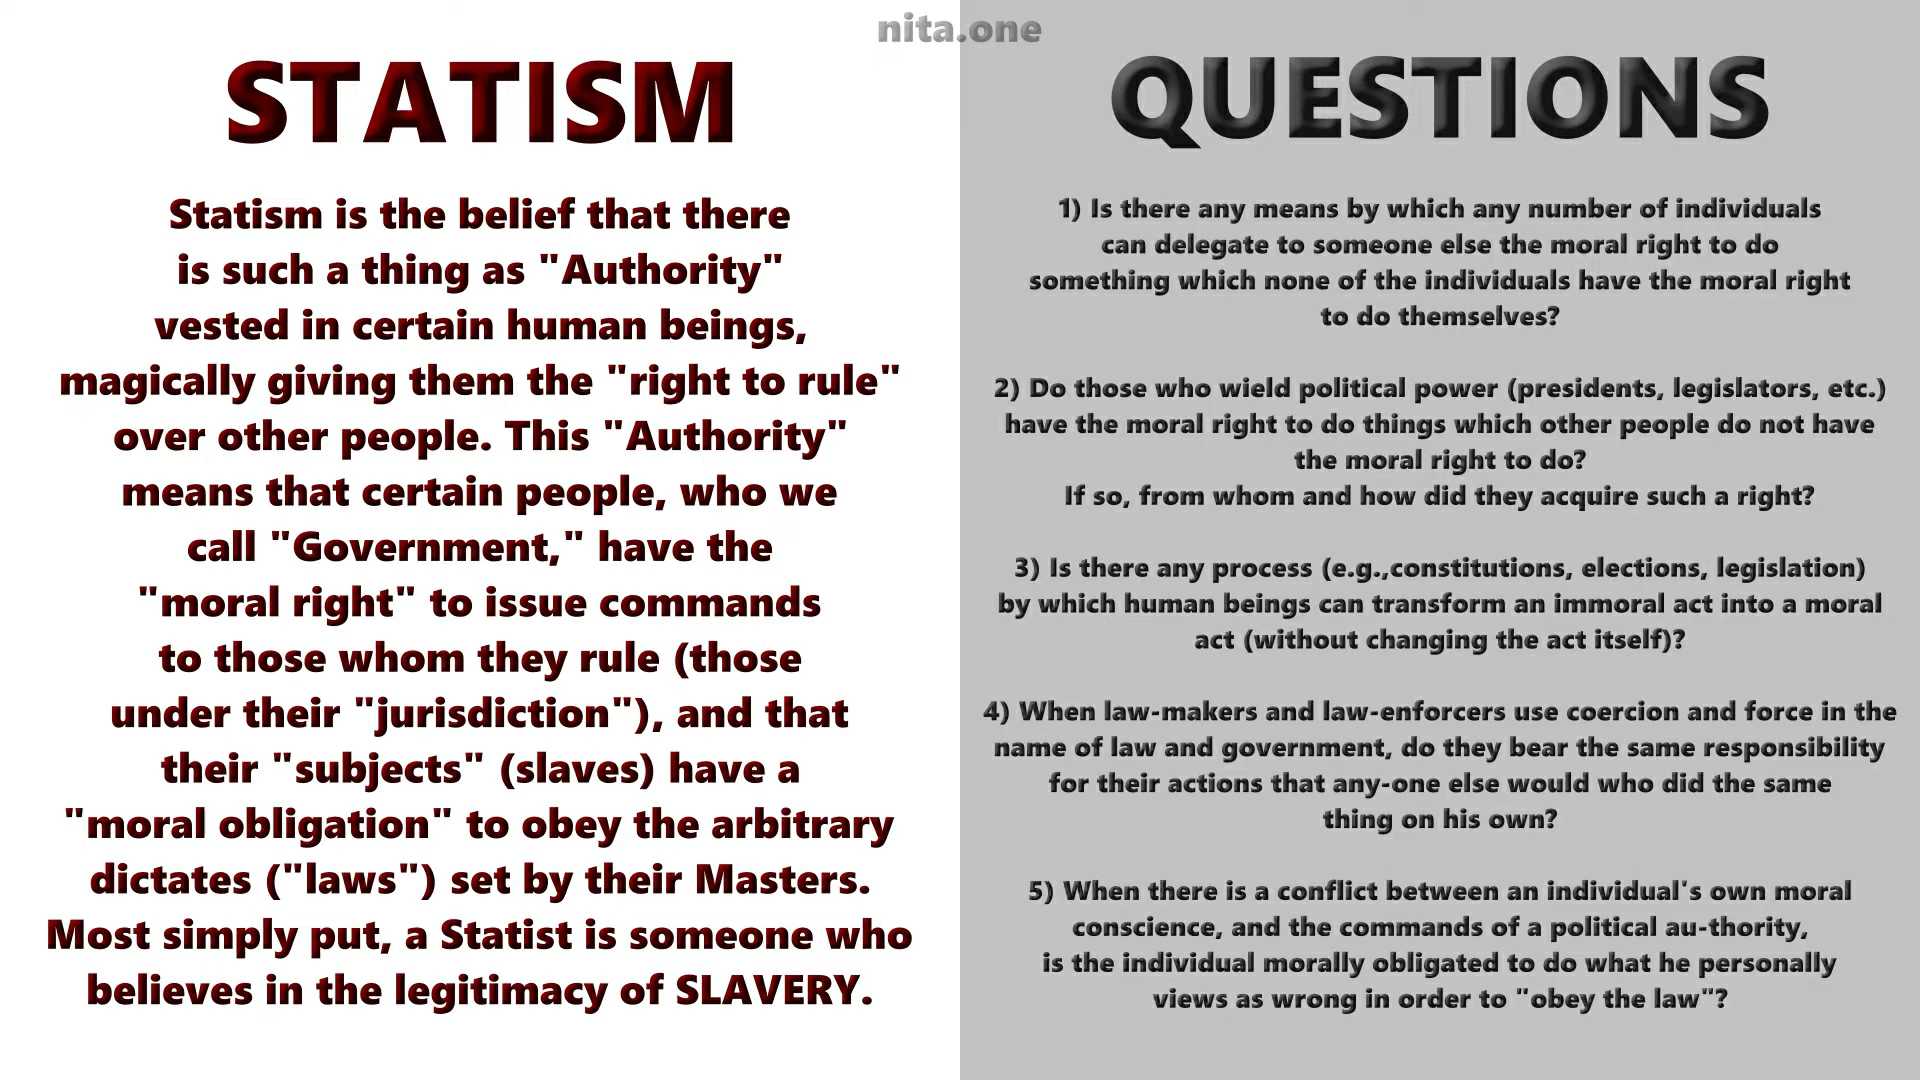 nita.one
STATISM
Statism is the belief that there
is such a thing as "Authority"
vested in certain human beings,
magically giving them the "right to rule"
over other people. This "Authority"
means that certain people, who we
call "Government," have the
"moral right" to issue commands
to those whom they rule (those
under their "jurisdiction"), and that
their "subjects" (slaves) have a
"moral obligation" to obey the arbitrary
dictates ("laws") set by their Masters.
Most simply put, a Statist is someone who
believes in the legitimacy of SLAVERY.
QUESTIONS
1) Is there any means by which any number of individuals
can delegate to someone else the moral right to do
something which none of the individuals have the moral right
to do themselves?
2) Do those who wield political power (presidents, legislators, etc.)
have the moral right to do things which other people do not have
the moral right to do?
If so, from whom and how did they acquire such a right?
3) Is there any process (e.g.,constitutions, elections, legislation)
by which human beings can transform an immoral act into a moral
act (without changing the act itself)?
4) When law-makers and law-enforcers use coercion and force in the
name of law and government, do they bear the same responsibility
for their actions that any-one else would who did the same
thing on his own?
5) When there is a conflict between an individual's own moral
conscience, and the commands of a political au-thority,
is the individual morally obligated to do what he personally
views as wrong in order to "obey the law"?